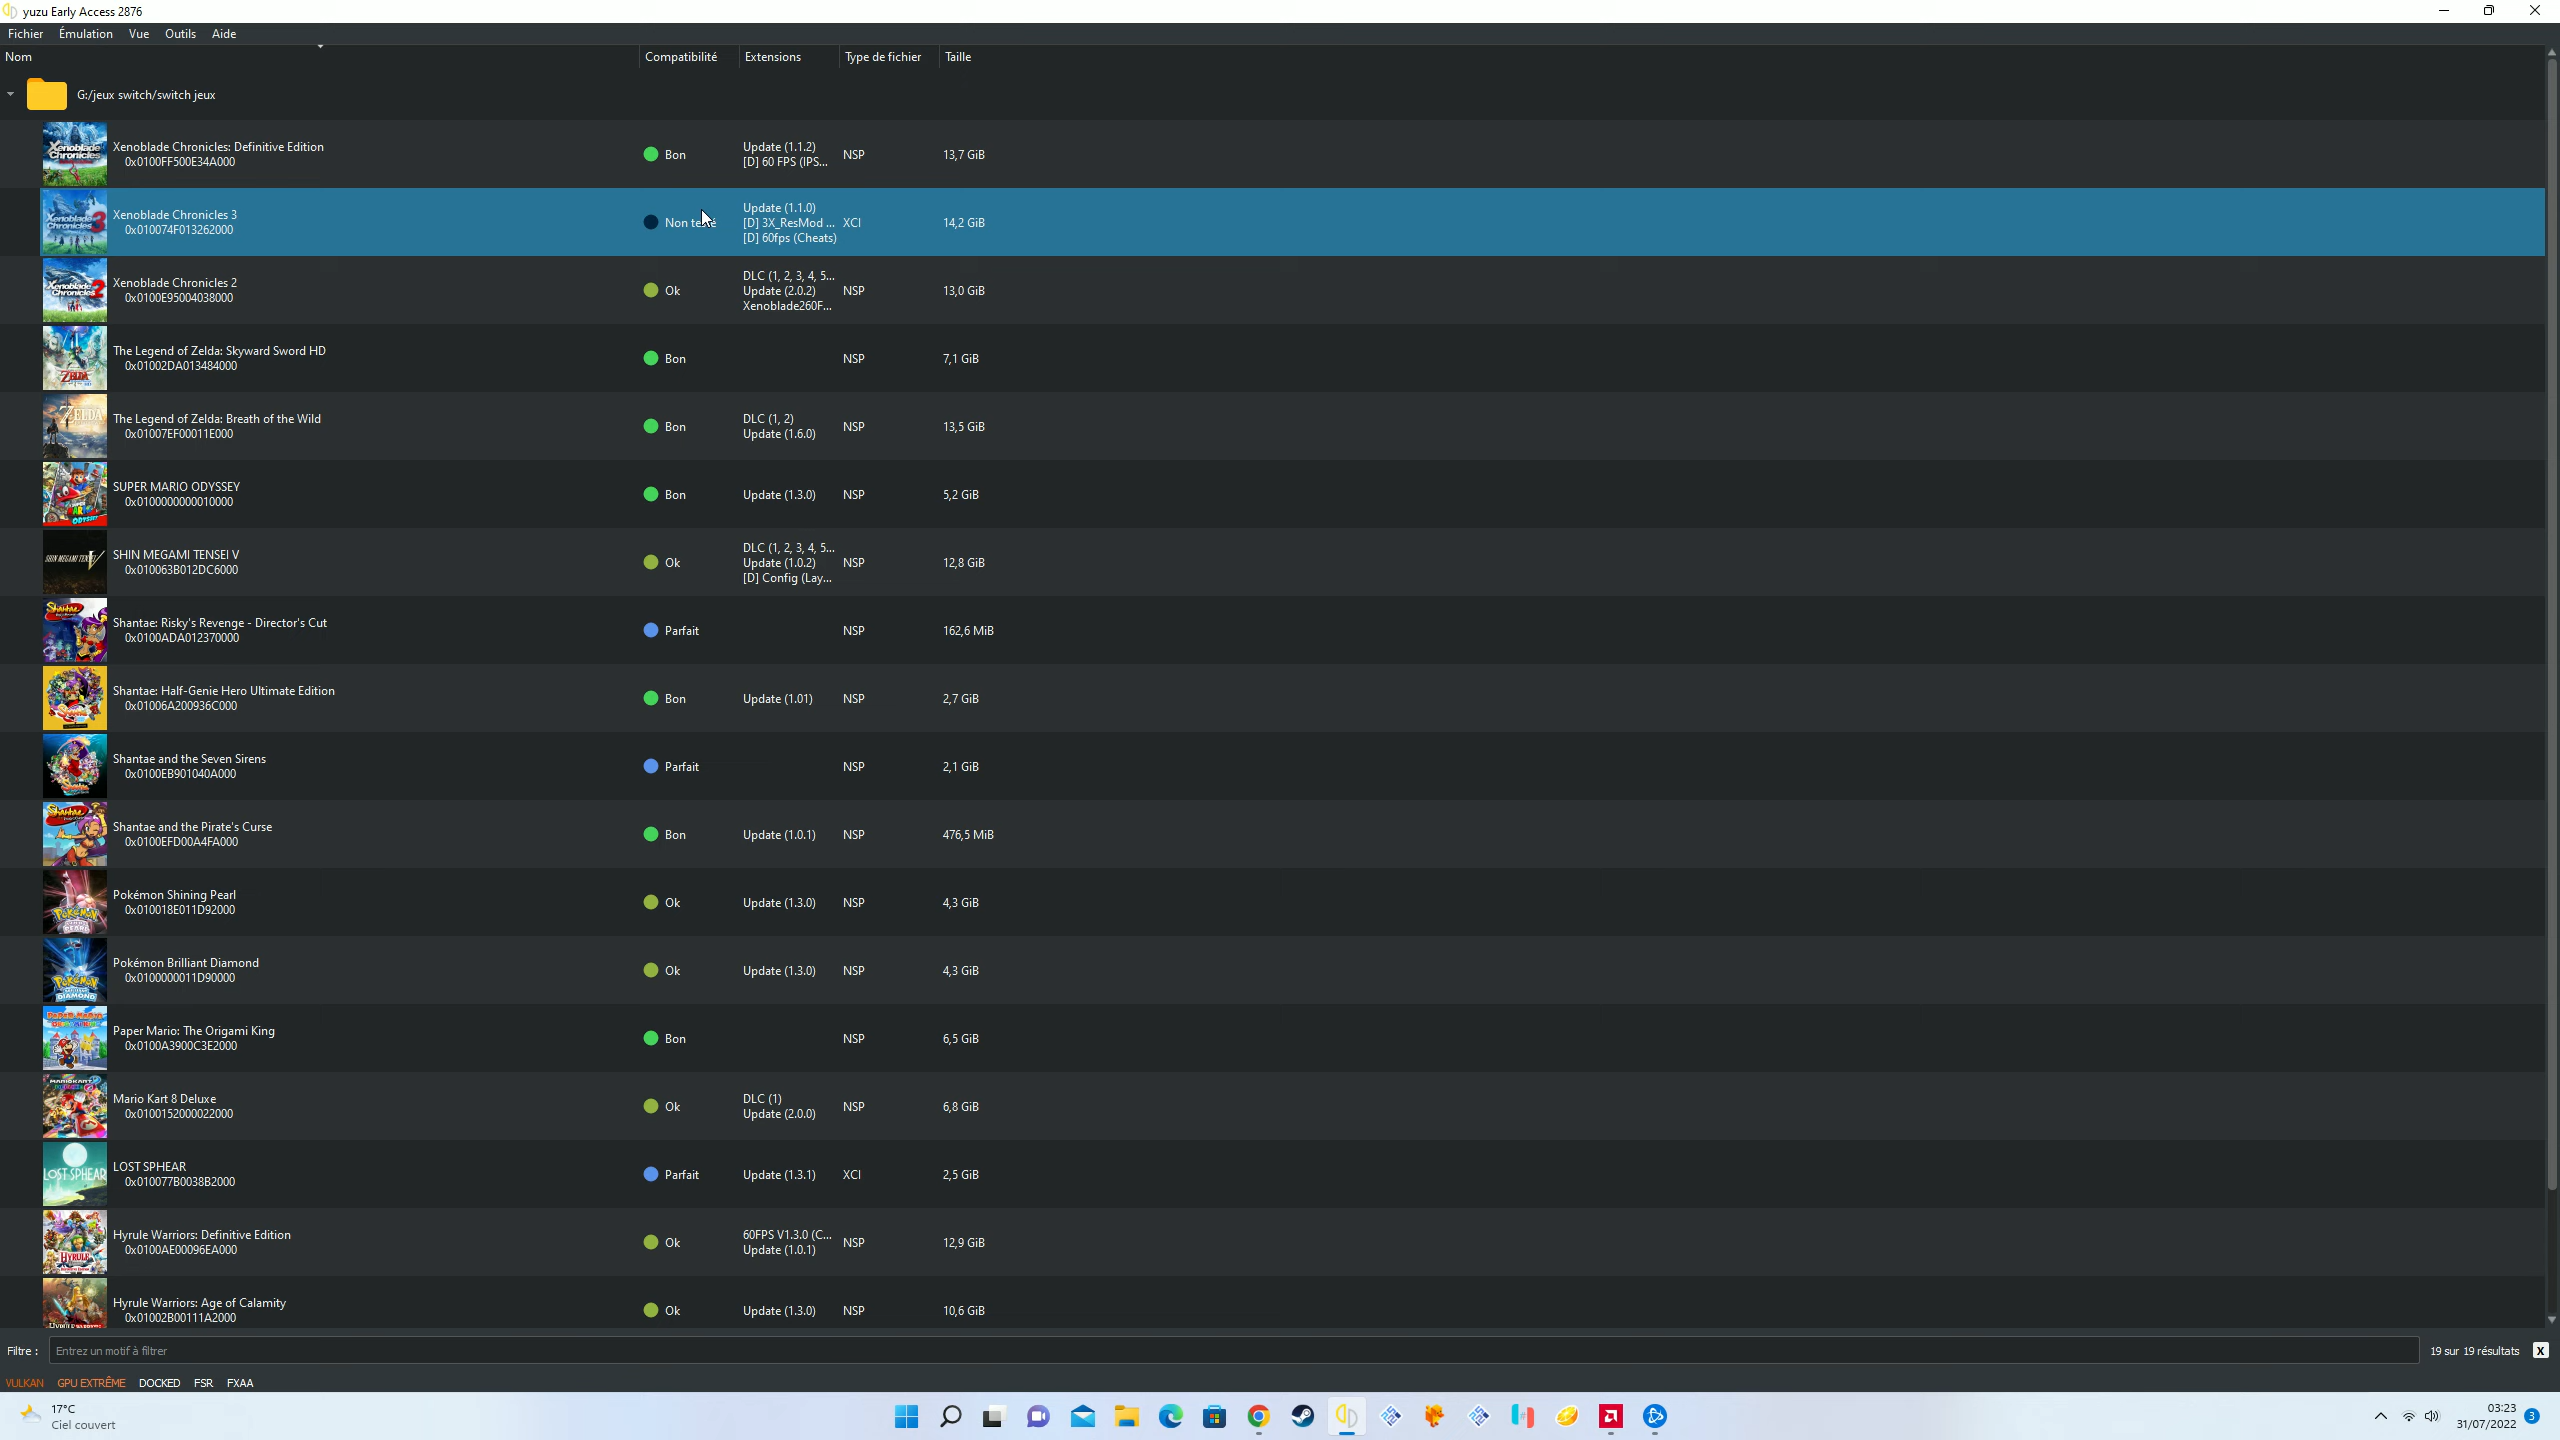 yuzu Early Access 2876
Fichier Émulation Vue Outils Aide
Nom Compatibilité Extensions Type de fichier Taille
G:/jeux switch/switch jeux
Xenoblade Chronicles: Definitive Edition
0x0100FF500E34A000
Bon
Update (1.1.2)
[D] 60 FPS (IPS...
NSP
13,7 GiB
Xenoblade Chronicles 3
0x010074F013262000
Non
Update (1.1.0)
[D] 3X_ResMod ...
[D] 60fps (Cheats)
XCI
14,2 GiB
Xenoblade Chronicles 2
0x0100E95004038000
Ok
DLC (1, 2, 3, 4, 5...
Update (2.0.2)
Xenoblade260F...
NSP
13,0 GiB
The Legend of Zelda: Skyward Sword HD
0x01002DA013484000
Bon
NSP
7,1 GiB
The Legend of Zelda: Breath of the Wild
0x01007EF00011E000
Bon
DLC (1, 2)
Update (1.6.0)
NSP
13,5 GiB
SUPER MARIO ODYSSEY
0x0100000000010000
Bon
Update (1.3.0)
NSP
5,2 GiB
SHIN MEGAMI TENSEI V
0x010063B012DC6000
Ok
DLC (1, 2, 3, 4, 5...
Update (1.0.2)
[D] Config (Lay...
NSP
12,8 GiB
Shantae: Risky's Revenge - Director's Cut
0x0100ADA012370000
Parfait
NSP
162,6 MiB
Shantae: Half-Genie Hero Ultimate Edition
0x01006A200936C000
Bon
Update (1.01)
NSP
2,7 GiB
Shantae and the Seven Sirens
0x0100EB901040A000
Parfait
NSP
2,1 GiB
Shantae and the Pirate's Curse
0x0100EFD00A4FA000
Bon
Update (1.0.1)
NSP
476,5 MiB
Pokémon Shining Pearl
0x010018E011D92000
Ok
Update (1.3.0)
NSP
4,3 GiB
Pokémon Brilliant Diamond
0x0100000011D90000
Ok
Update (1.3.0)
NSP
4,3 GiB
Paper Mario: The Origami King
0x0100A3900C3E2000
Bon
NSP
6,5 GiB
Mario Kart 8 Deluxe
0x0100152000022000
Ok
DLC (1)
Update (2.0.0)
NSP
6,8 GiB
LOST SPHEAR
0x010077B0038B2000
Parfait
Update (1.3.1)
XCI
2,5 GiB
Hyrule Warriors: Definitive Edition
0x0100AE00096EA000
Ok
60FPS V1.3.0 (C...
Update (1.0.1)
NSP
12,9 GiB
Hyrule Warriors: Age of Calamity
0x01002B00111A2000
Ok
Update (1.3.0)
NSP
10,6 GiB
Filtre : Entrez un motif à filtrer 19 sur 19 résultats X
VULKAN GPU EXTRÊME DOCKED FSR FXAA
17°C
Ciel couvert
03:23
31/07/2022
3